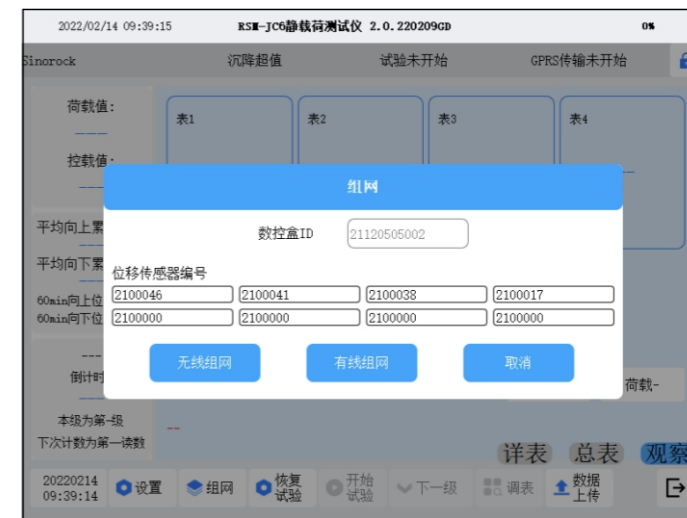 2022/02/14 09:39:15 RSM-JC6静载荷测试仪 2.0.220209GD 0%
Sinorock 沉降超值 试验未开始 GPRS传输未开始
荷载值:
---
表1 表2 表3 表4
控载值:
组网
数控盒ID 21120505002
平均向上累
平均向下累
位移传感器编号
60min向上位 2100046 2100041 2100038 2100017
60min向下位 2100000 2100000 2100000 2100000
无线组网 有线组网 取消
---
倒计时
荷载-
本级为第-级
--
下次计数为第一读数
详表 总表 观察
20220214
09:39:14
设置 组网 恢复试验 开始试验 下一级 调表 数据上传